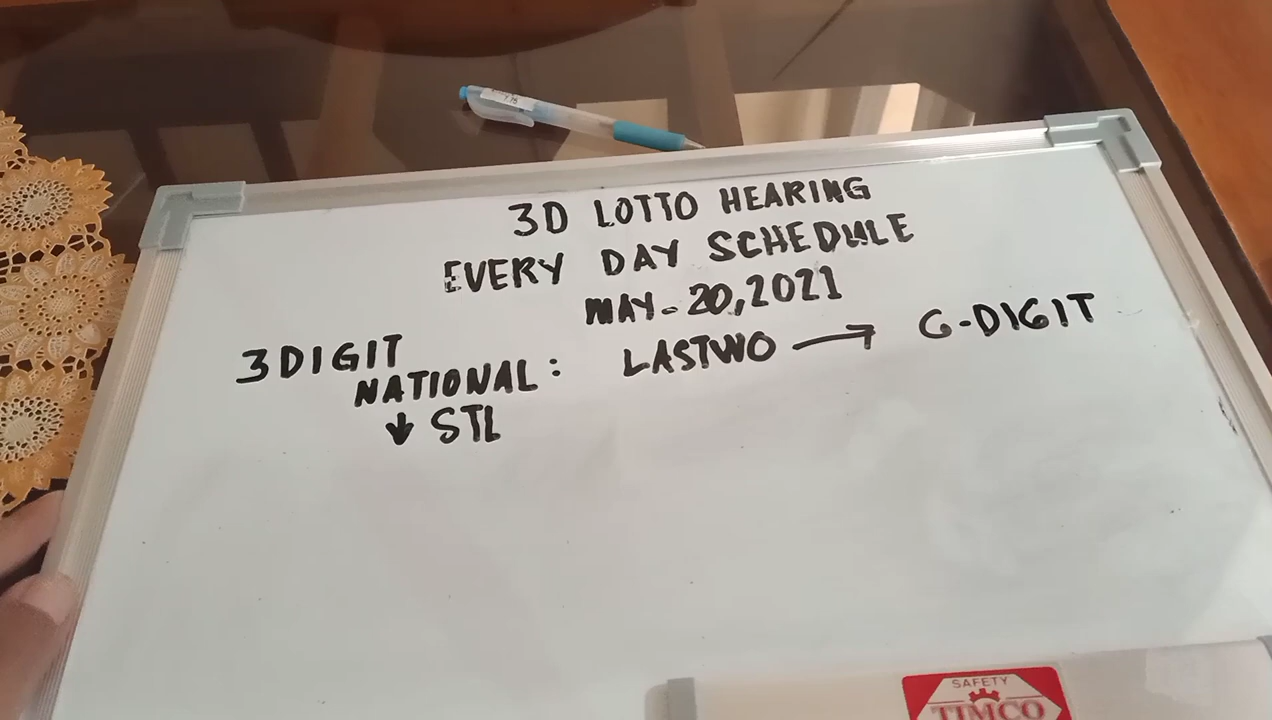 3D LOTTO HEARING
EVERY DAY SCHEDULE
MAY-20,2021
3DIGIT
NATIONAL: LASTWO → 6-DIGIT
↓ STL
SAFETY
TIMCO